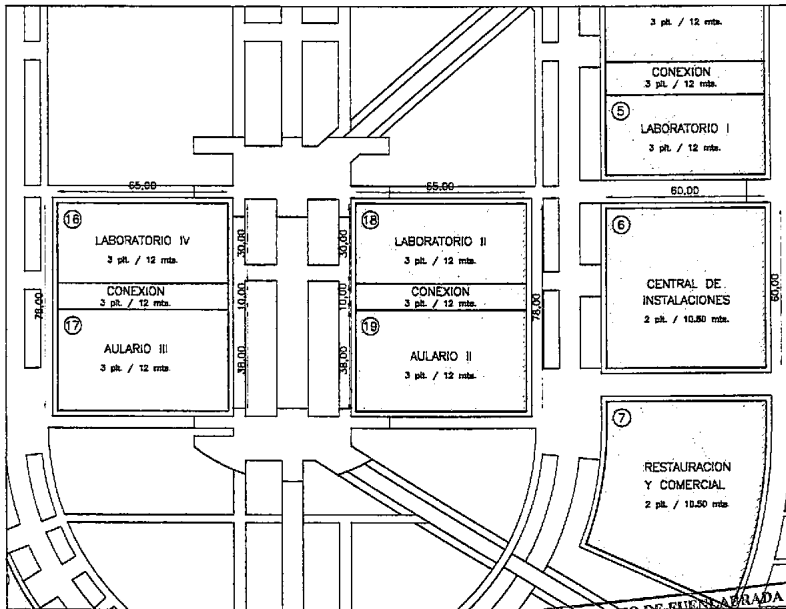 3 plt. / 12 mts.
CONEXION
3 plt. / 12 mts.
5
LABORATORIO I
3 plt. / 12 mts.
65,00
65,00
60,00
16
LABORATORIO IV
3 plt. / 12 mts.
CONEXION
3 plt. / 12 mts.
17
AULARIO III
3 plt. / 12 mts.
78,00
30,00
10,00
38,00
18
LABORATORIO II
3 plt. / 12 mts.
CONEXION
3 plt. / 12 mts.
19
AULARIO II
3 plt. / 12 mts.
30,00
10,00
38,00
78,00
6
CENTRAL DE
INSTALACIONES
2 plt. / 10.50 mts.
60,00
7
RESTAURACION
Y COMERCIAL
2 plt. / 10.50 mts.
DE FUENLABRADA